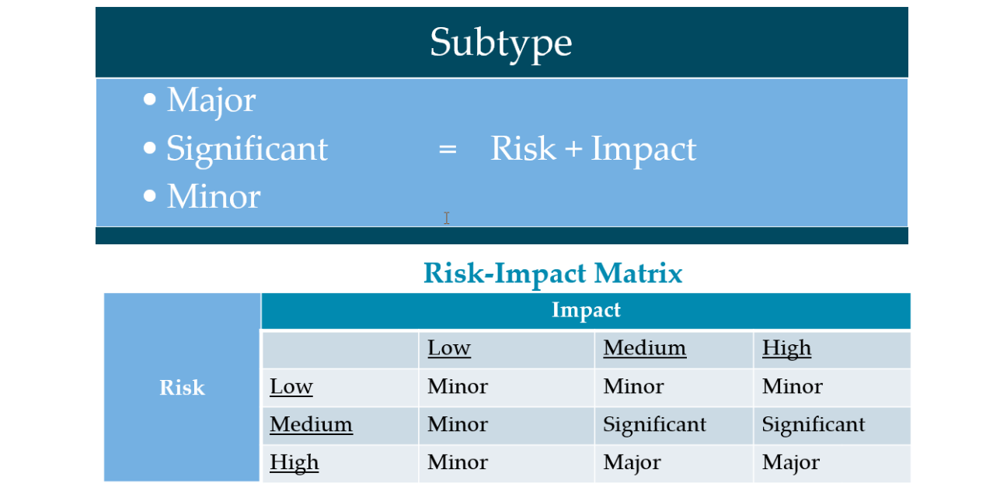 Subtype
• Major
• Significant = Risk + Impact
• Minor
Risk-Impact Matrix
Impact
Low Medium High
Risk
Low Minor Minor Minor
Medium Minor Significant Significant
High Minor Major Major